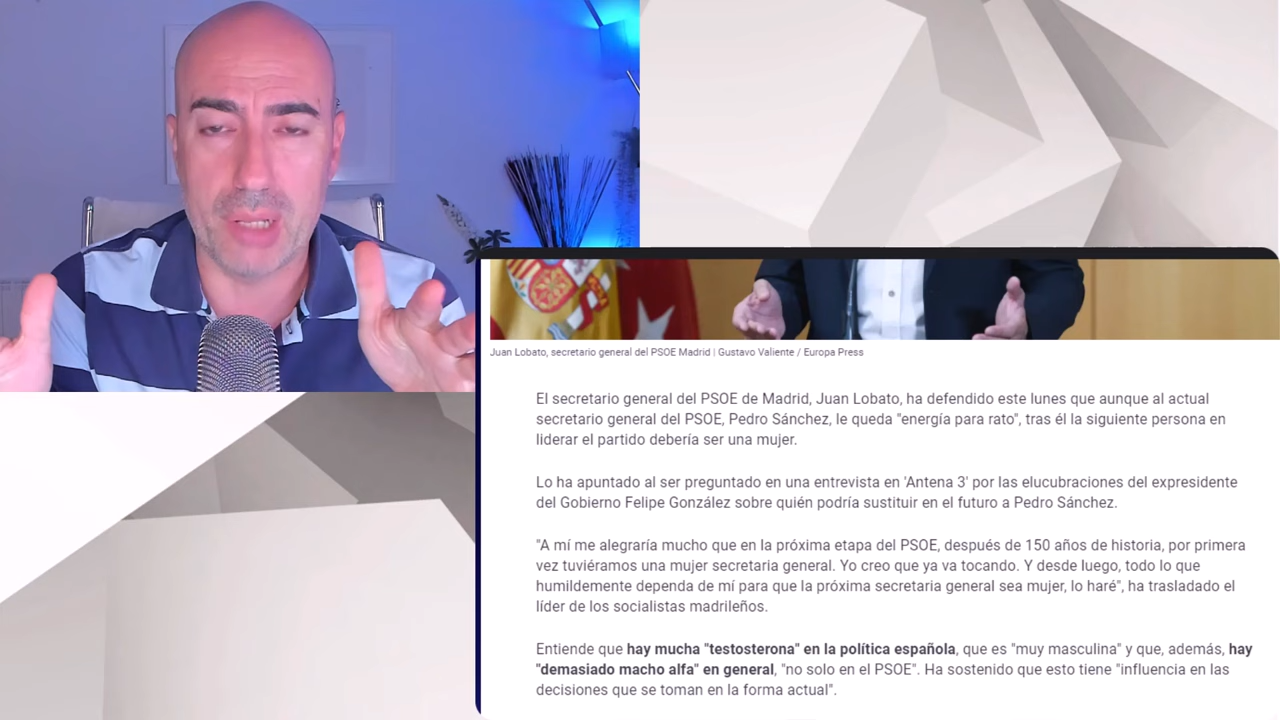 Juan Lobato, secretario general del PSOE Madrid | Gustavo Valiente / Europa Press
El secretario general del PSOE de Madrid, Juan Lobato, ha defendido este lunes que aunque al actual
secretario general del PSOE, Pedro Sánchez, le queda "energía para rato", tras él la siguiente persona en
liderar el partido debería ser una mujer.
Lo ha apuntado al ser preguntado en una entrevista en 'Antena 3' por las elucubraciones del expresidente
del Gobierno Felipe González sobre quién podría sustituir en el futuro a Pedro Sánchez.
"A mí me alegraría mucho que en la próxima etapa del PSOE, después de 150 años de historia, por primera
vez tuviéramos una mujer secretaria general. Yo creo que ya va tocando. Y desde luego, todo lo que
humildemente dependa de mí para que la próxima secretaria general sea mujer, lo haré", ha trasladado el
líder de los socialistas madrileños.
Entiende que hay mucha "testosterona" en la política española, que es "muy masculina" y que, además, hay
"demasiado macho alfa" en general, "no solo en el PSOE". Ha sostenido que esto tiene "influencia en las
decisiones que se toman en la forma actual".